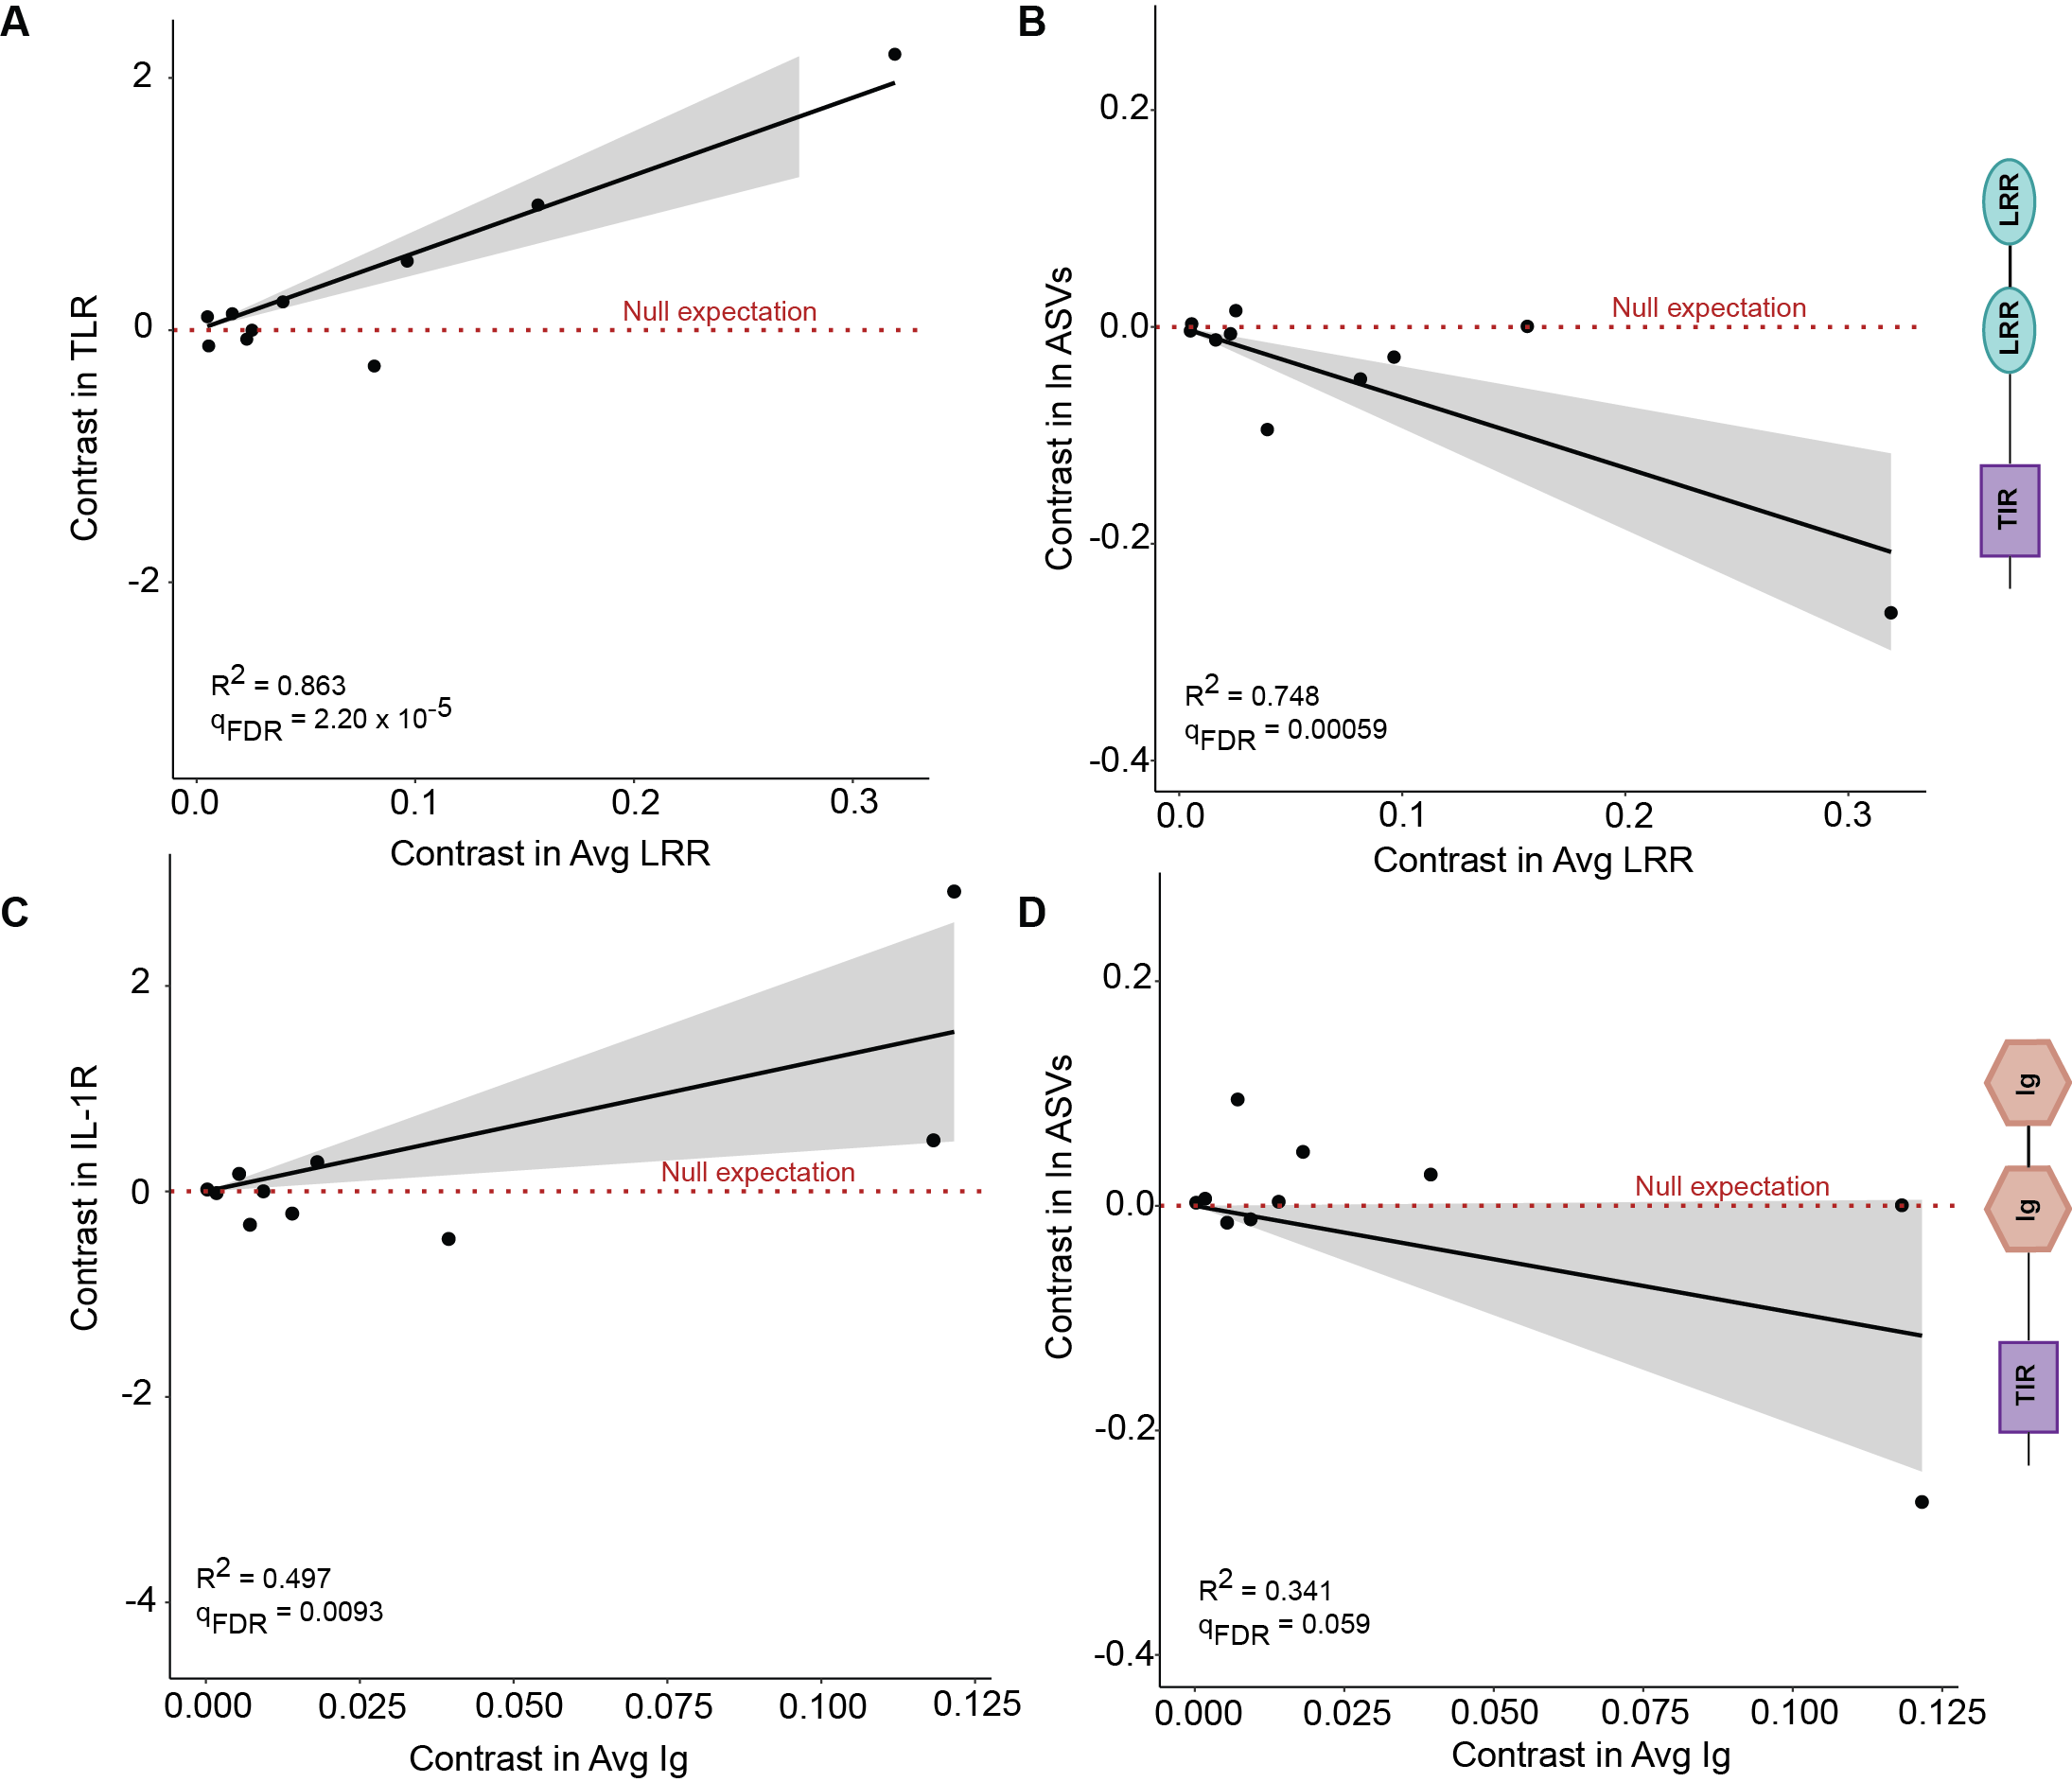 A
2
0
-2
Contrast in TLR
Null expectation
R2 = 0.863
qFDR = 2.20 x 10-5
0.0 0.1 0.2 0.3
Contrast in Avg LRR
B
0.2
0.0
-0.2
-0.4
Contrast in ln ASVs
Null expectation
R2 = 0.748
qFDR = 0.00059
0.0 0.1 0.2 0.3
Contrast in Avg LRR
LRR
LRR
TIR
C
2
0
-2
-4
Contrast in IL-1R
Null expectation
R2 = 0.497
qFDR = 0.0093
0.000 0.025 0.050 0.075 0.100 0.125
Contrast in Avg Ig
D
0.2
0.0
-0.2
-0.4
Contrast in ln ASVs
Null expectation
R2 = 0.341
qFDR = 0.059
0.000 0.025 0.050 0.075 0.100 0.125
Contrast in Avg Ig
Ig
Ig
TIR